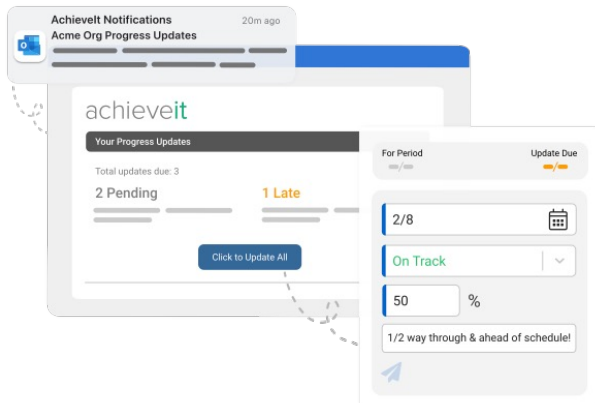 AchieveIt Notifications
20m ago
Acme Org Progress Updates
achieveit
Your Progress Updates
Total updates due: 3
2 Pending
1 Late
Click to Update All
For Period
Update Due
--/--
--/--
2/8
On Track
50
%
1/2 way through & ahead of schedule!